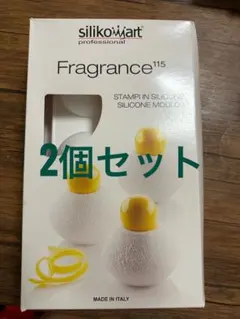 silikomart
professional
Fragrance115
STAMPI IN SILICONE
SILICONE MOULDS
2個セット
MADE IN ITALY